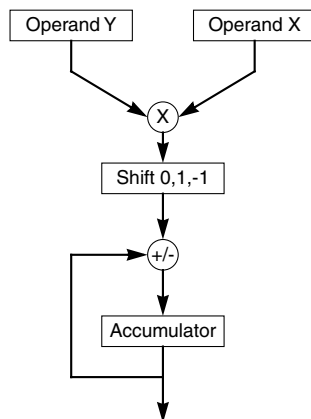 Operand Y
Operand X
X
Shift 0,1,-1
+/-
Accumulator